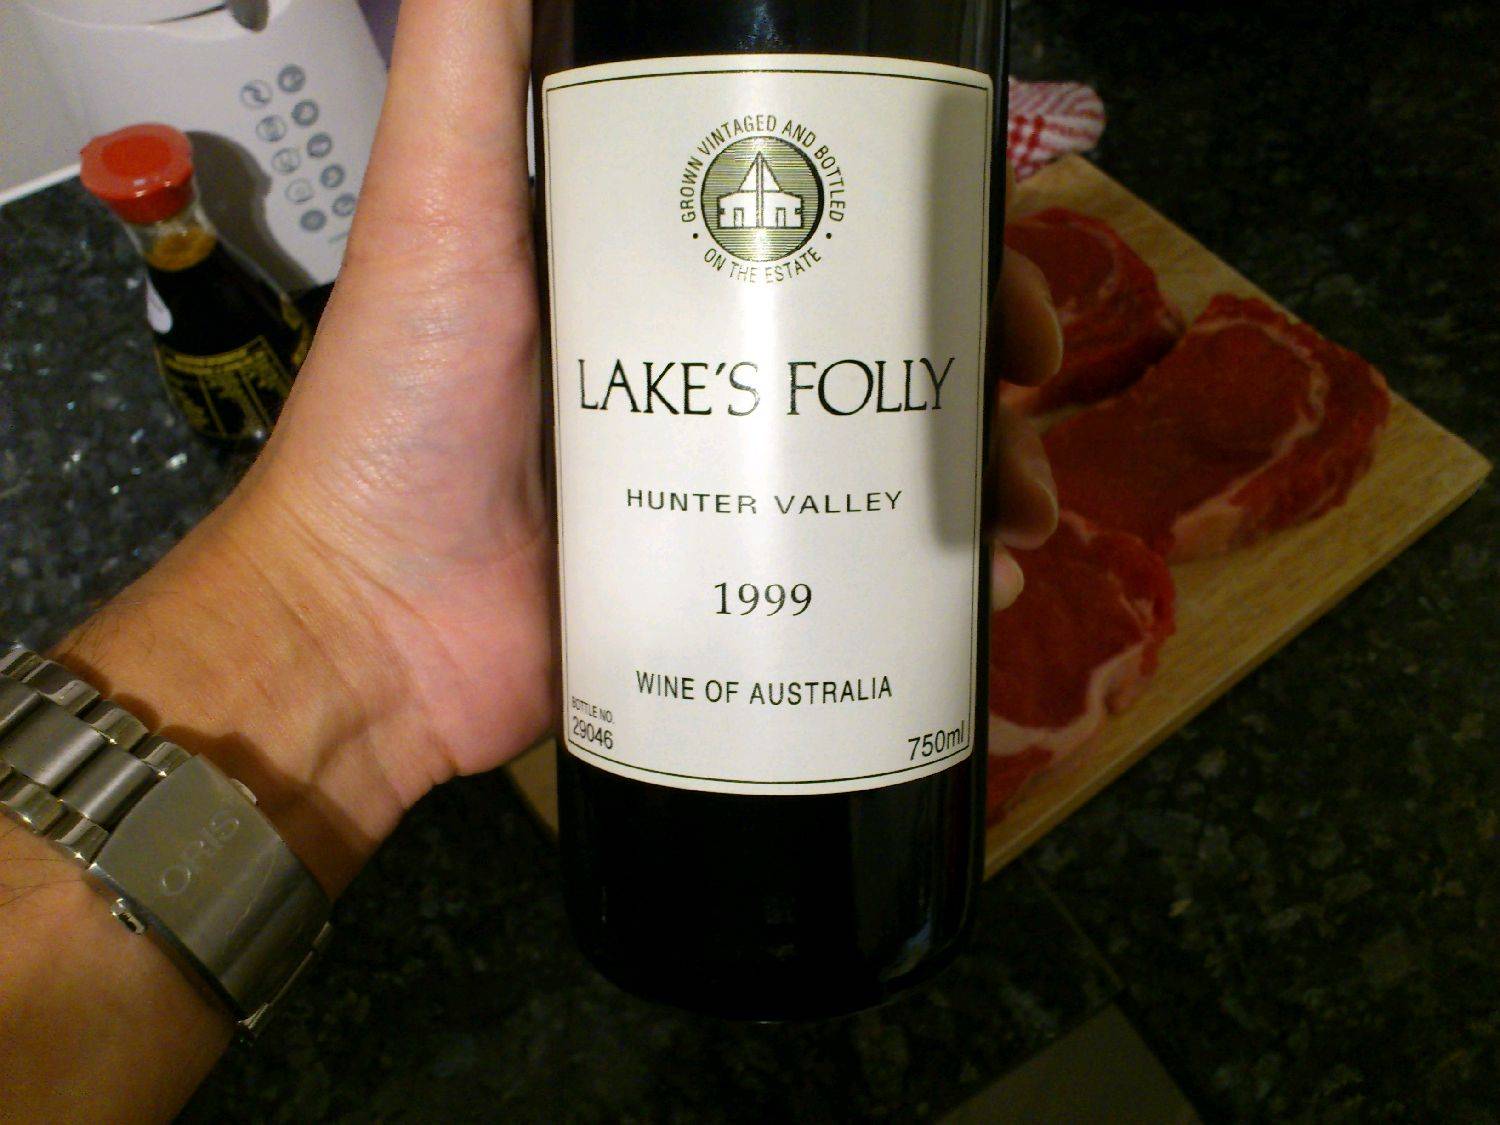 GROWN VINTAGED AND BOTTLED
• ON THE ESTATE •
LAKE'S FOLLY
HUNTER VALLEY
1999
WINE OF AUSTRALIA
BOTTLE NO.
29046
750ml
ORIS